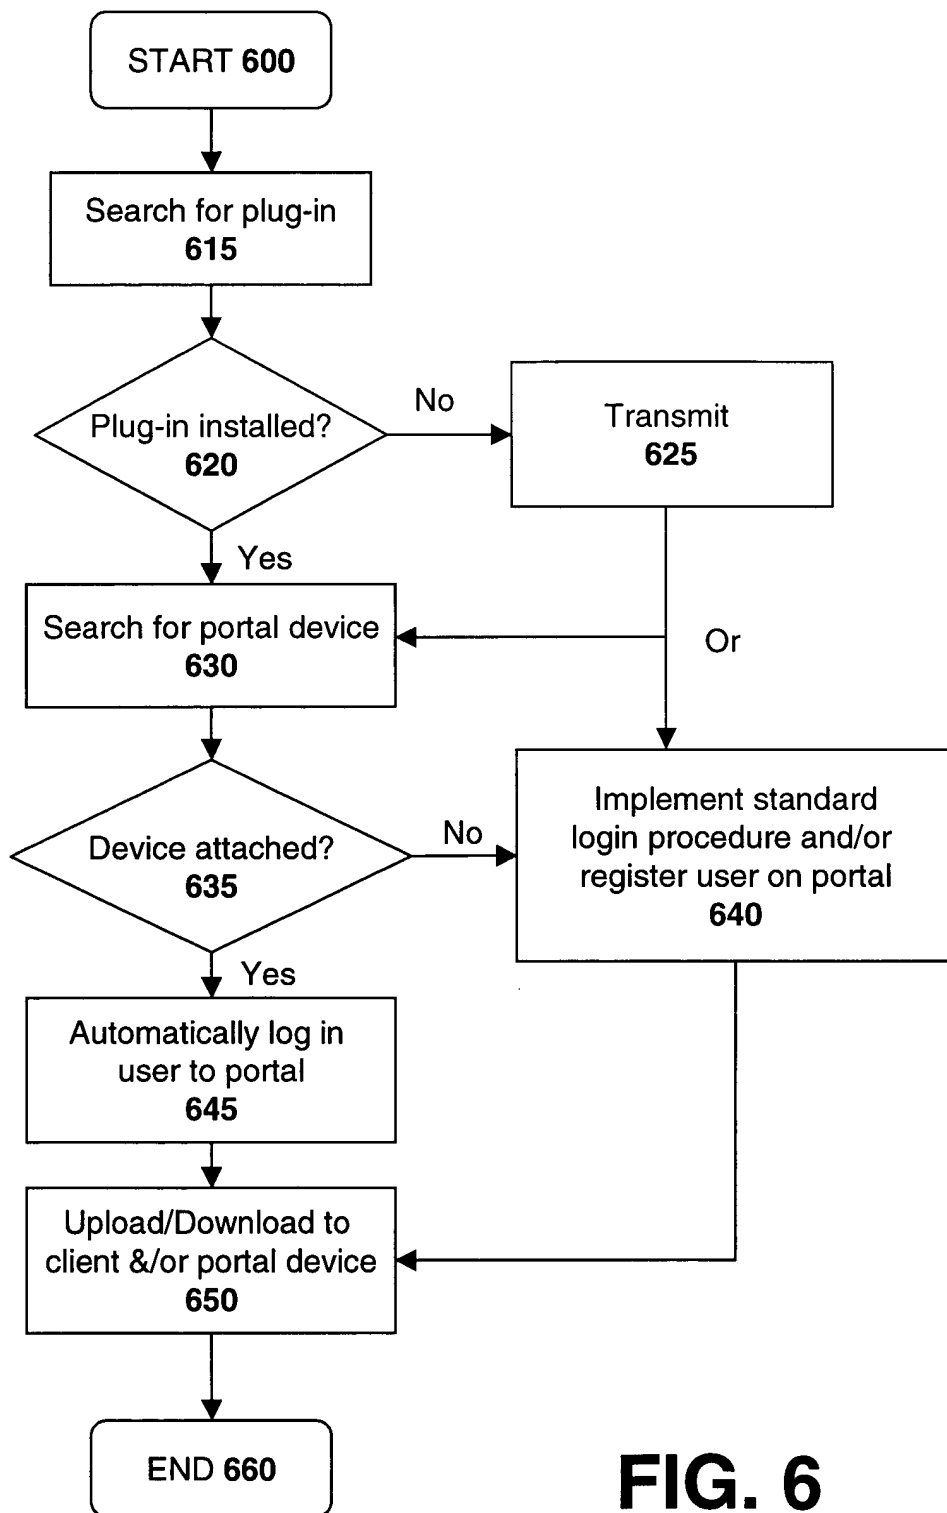 START 600
Search for plug-in
615
Plug-in installed?
620
No
Transmit
625
Yes
Search for portal device
630
Or
Device attached?
635
No
Implement standard
login procedure and/or
register user on portal
640
Yes
Automatically log in
user to portal
645
Upload/Download to
client &/or portal device
650
END 660
FIG. 6